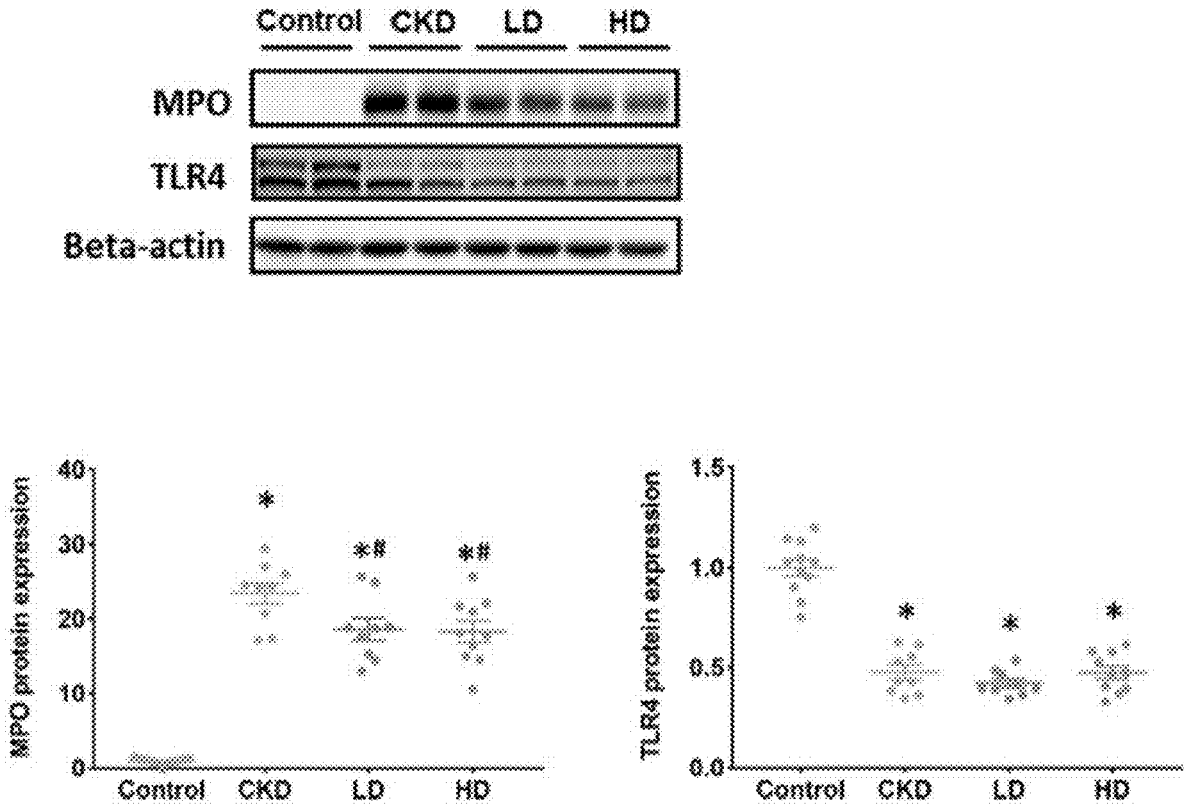 Control CKD LD HD
MPO
TLR4
Beta-actin
MPO protein expression
40
30
20
10
0
*
*#
*#
Control CKD LD HD
TLR4 protein expression
1.5
1.0
0.5
0.0
*
*
*
Control CKD LD HD